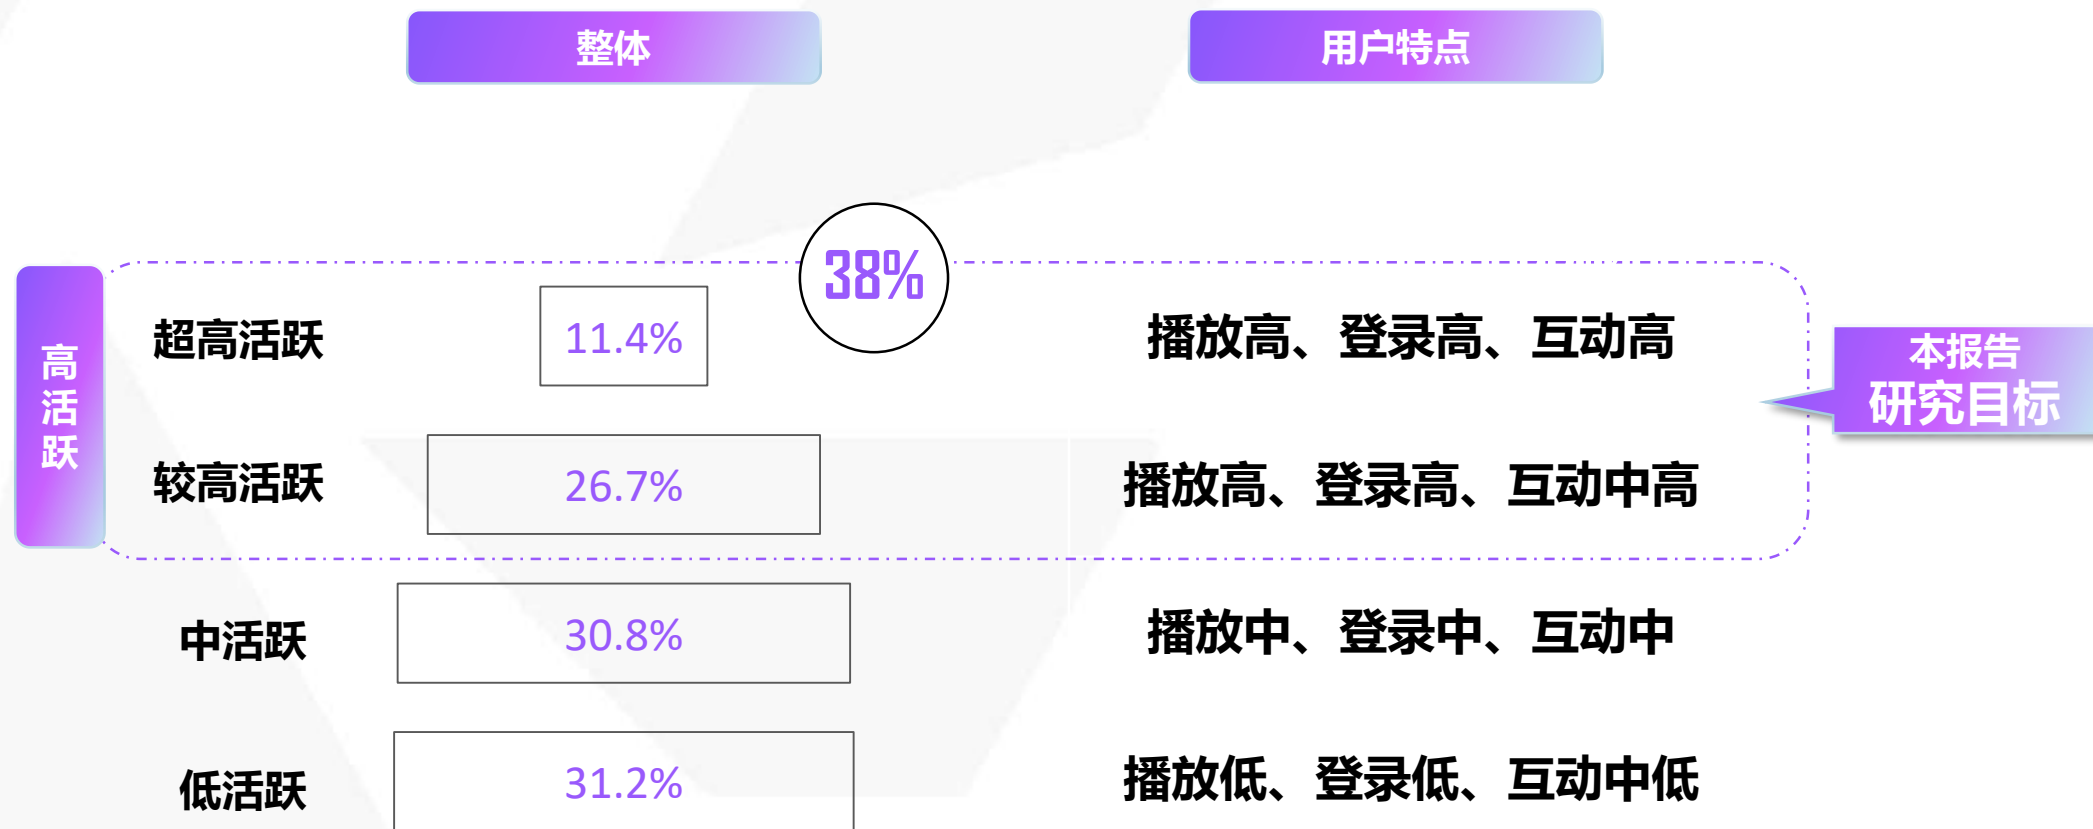 整体
用户特点
38%
高活跃
超高活跃
11.4%
播放高、登录高、互动高
本报告
研究目标
较高活跃
26.7%
播放高、登录高、互动中高
中活跃
30.8%
播放中、登录中、互动中
低活跃
31.2%
播放低、登录低、互动中低